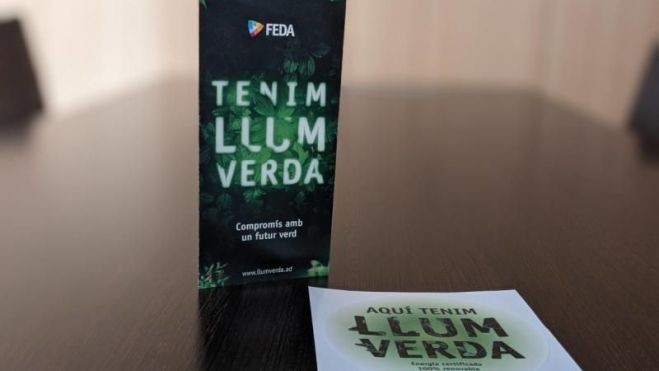 FEDA
TENIM
LLUM
VERDA
Compromís amb
un futur verd
www.llumverda.ad
AQUÍ TENIM
LLUM
VERDA
Energia certificada
100% renovable